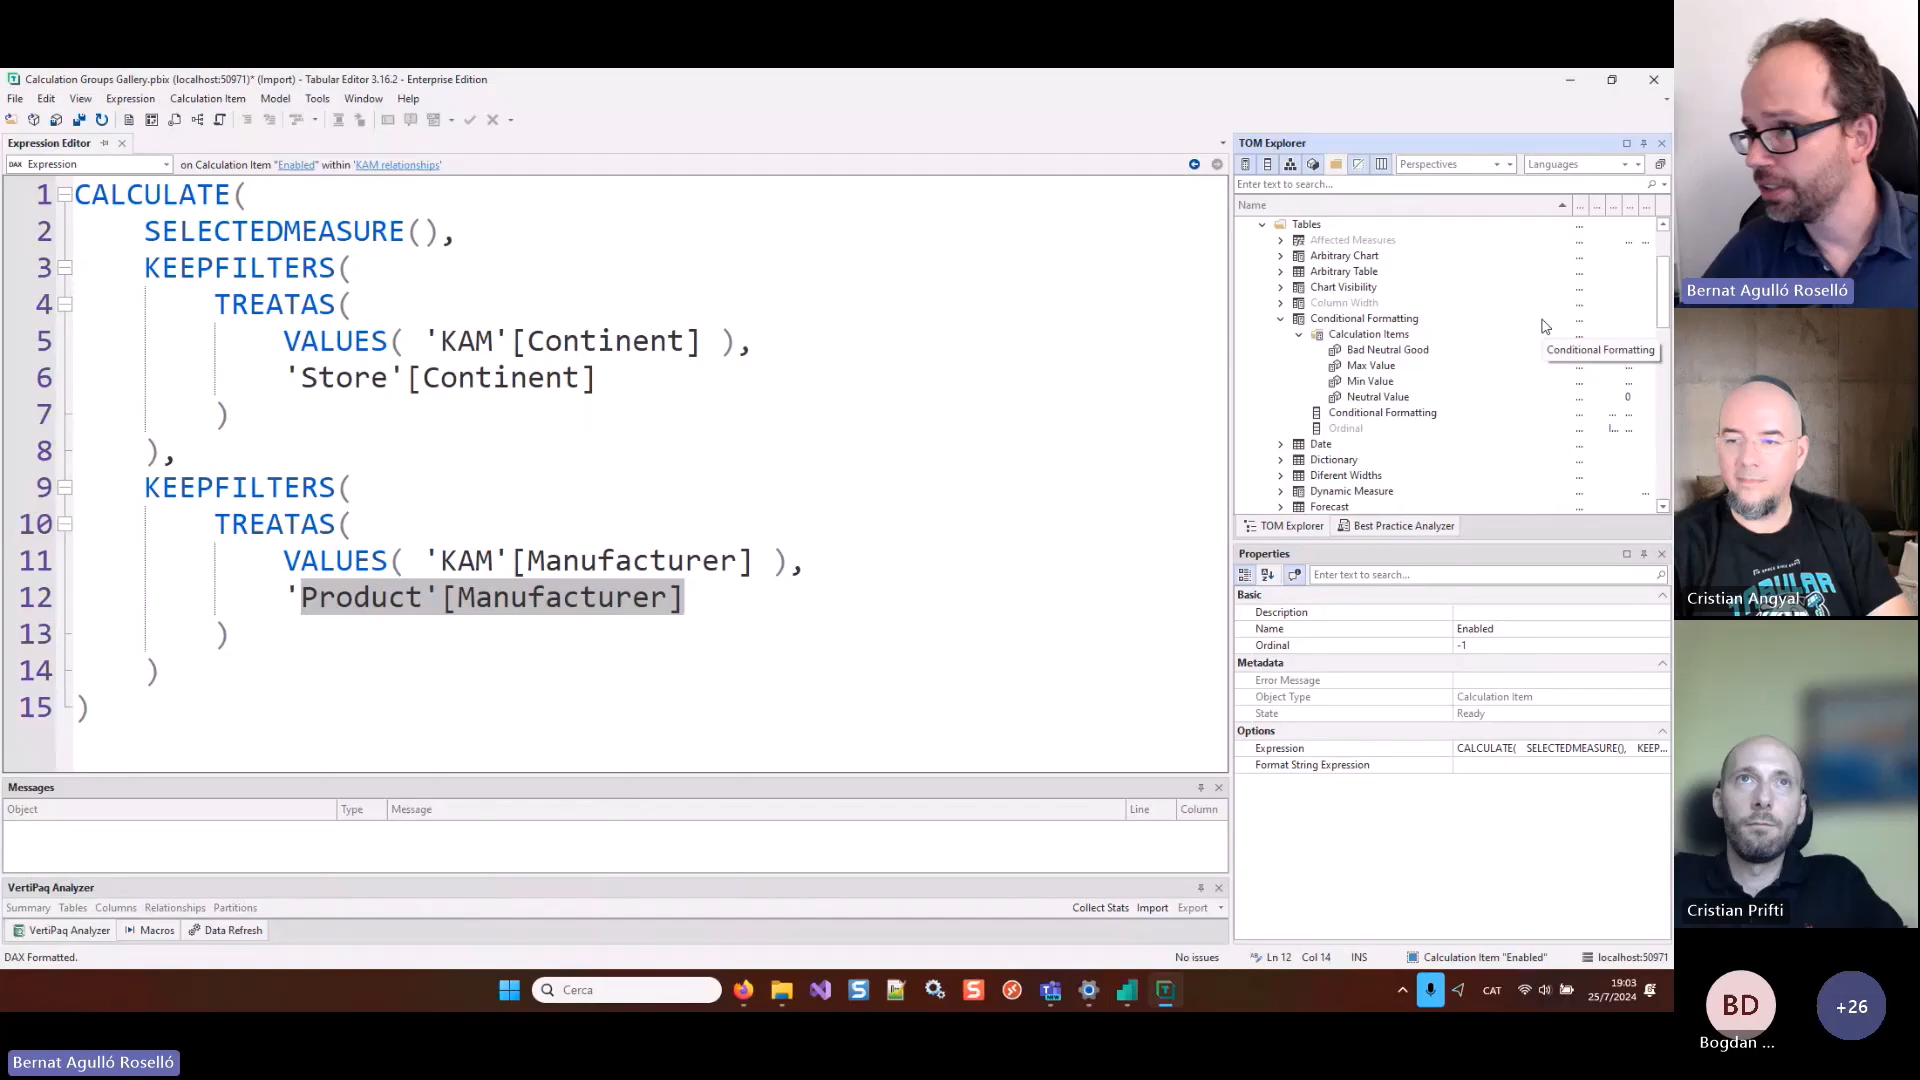 Calculation Groups Gallery.pbix (localhost:50971)* (Import) - Tabular Editor 3.16.2 - Enterprise Edition
File Edit View Expression Calculation Item Model Tools Window Help
Expression Editor
DAX Expression on Calculation Item "Enabled" within 'KAM relationships'
1 CALCULATE(
2 SELECTEDMEASURE(),
3 KEEPFILTERS(
4 TREATAS(
5 VALUES( 'KAM'[Continent] ),
6 'Store'[Continent]
7 )
8 ),
9 KEEPFILTERS(
10 TREATAS(
11 VALUES( 'KAM'[Manufacturer] ),
12 'Product'[Manufacturer]
13 )
14 )
15 )
Messages
Object Type Message Line Column
VertiPaq Analyzer
Summary Tables Columns Relationships Partitions Collect Stats Import Export
VertiPaq Analyzer Macros Data Refresh
DAX Formatted. No issues Ln 12 Col 14 INS Calculation Item "Enabled" localhost:50971
TOM Explorer
Perspectives Languages
Enter text to search...
Name ... ... ... ... ...
Tables ...
Affected Measures ... ... ...
Arbitrary Chart ...
Arbitrary Table ...
Chart Visibility ...
Column Width ...
Conditional Formatting ...
Calculation Items ...
Bad Neutral Good
Conditional Formatting
Max Value ... ...
Min Value ... ...
Neutral Value ... 0
Conditional Formatting ... ... ...
Ordinal ... I... ...
Date ...
Dictionary ...
Diferent Widths ...
Dynamic Measure ... ...
Forecast ...
TOM Explorer Best Practice Analyzer
Properties
Enter text to search...
Basic
Description
Name Enabled
Ordinal -1
Metadata
Error Message
Object Type Calculation Item
State Ready
Options
Expression CALCULATE( SELECTEDMEASURE(), KEEP...
Format String Expression
Cerca
CAT
19:03
25/7/2024
Bernat Agulló Roselló
TABULAR
Cristian Angyal
Cristian Prifti
BD
Bogdan ...
+26
Bernat Agulló Roselló